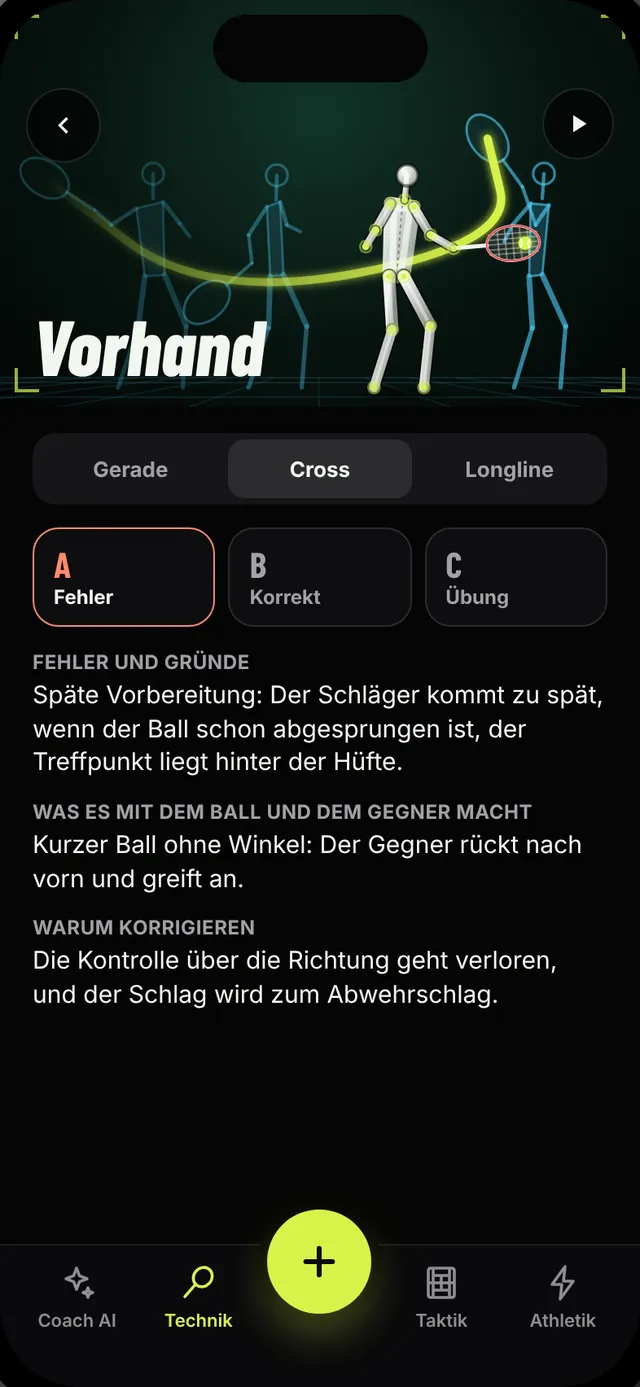 Vorhand
Gerade
Cross
Longline
A
Fehler
B
Korrekt
C
Übung
FEHLER UND GRÜNDE
Späte Vorbereitung: Der Schläger kommt zu spät,
wenn der Ball schon abgesprungen ist, der
Treffpunkt liegt hinter der Hüfte.
WAS ES MIT DEM BALL UND DEM GEGNER MACHT
Kurzer Ball ohne Winkel: Der Gegner rückt nach
vorn und greift an.
WARUM KORRIGIEREN
Die Kontrolle über die Richtung geht verloren,
und der Schlag wird zum Abwehrschlag.
Coach AI
Technik
Taktik
Athletik